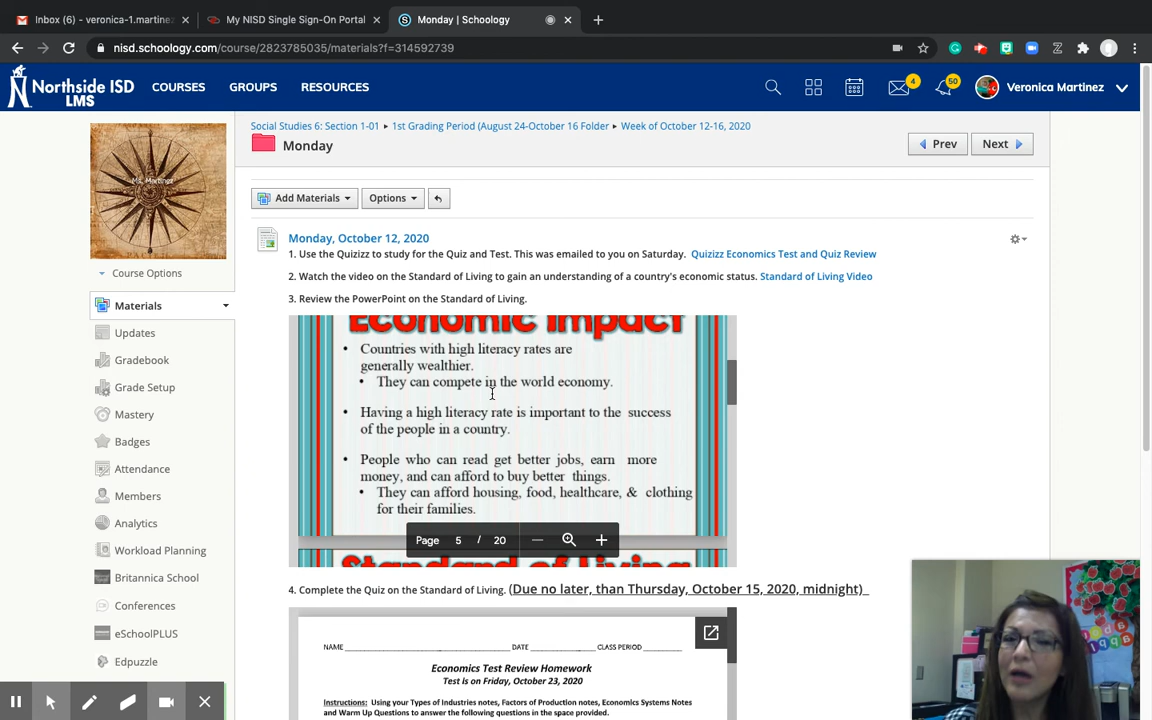 Inbox (6) - veronica-1.martinez
My NISD Single Sign-On Portal
Monday | Schoology
nisd.schoology.com/course/2823785035/materials?f=314592739
Northside ISD
LMS
COURSES
GROUPS
RESOURCES
4
50
Veronica Martinez
Social Studies 6: Section 1-01
1st Grading Period (August 24-October 16 Folder
Week of October 12-16, 2020
Monday
Prev
Next
Ms. Martinez
Add Materials
Options
Course Options
Materials
Updates
Gradebook
Grade Setup
Mastery
Badges
Attendance
Members
Analytics
Workload Planning
Britannica School
Conferences
eSchoolPLUS
Edpuzzle
Monday, October 12, 2020
1. Use the Quizizz to study for the Quiz and Test. This was emailed to you on Saturday. Quizizz Economics Test and Quiz Review
2. Watch the video on the Standard of Living to gain an understanding of a country's economic status. Standard of Living Video
3. Review the PowerPoint on the Standard of Living.
Economic Impact
• Countries with high literacy rates are
generally wealthier.
• They can compete in the world economy.
• Having a high literacy rate is important to the success
of the people in a country.
• People who can read get better jobs, earn more
money, and can afford to buy better things.
• They can afford housing, food, healthcare, & clothing
for their families.
Page 5 / 20
Standard of Living
4. Complete the Quiz on the Standard of Living. (Due no later, than Thursday, October 15, 2020, midnight)
NAME DATE CLASS PERIOD
Economics Test Review Homework
Test is on Friday, October 23, 2020
Instructions: Using your Types of Industries notes, Factors of Production notes, Economics Systems Notes
and Warm Up Questions to answer the following questions in the space provided.